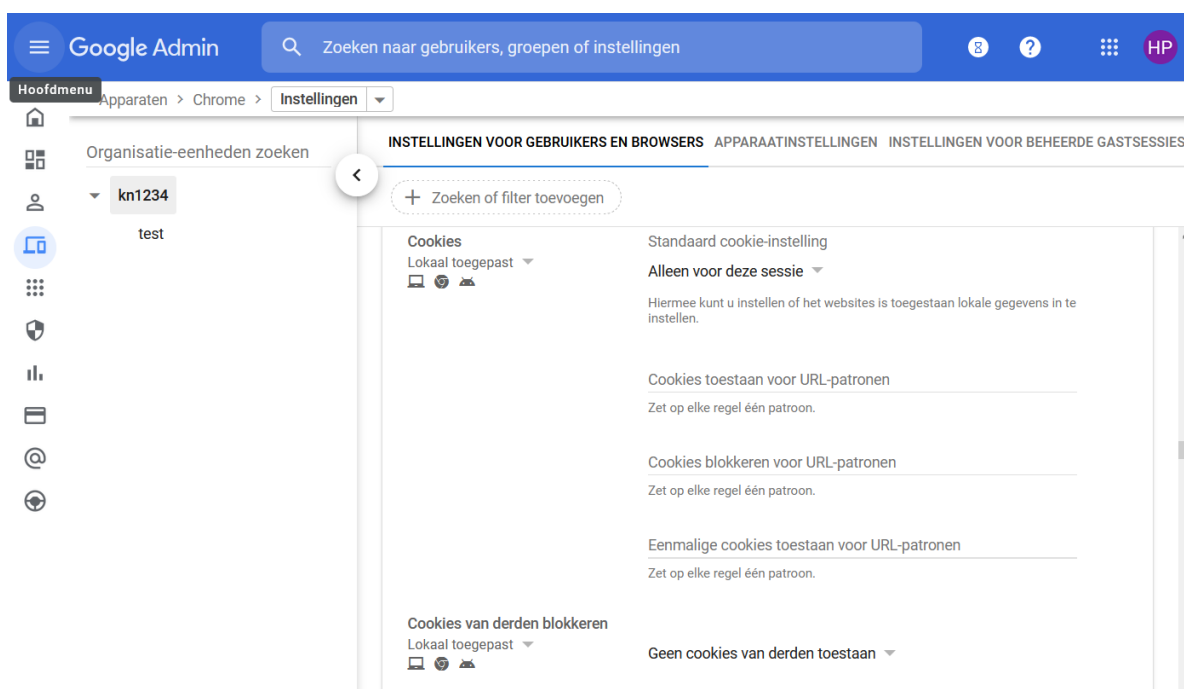 Google Admin
Zoeken naar gebruikers, groepen of instellingen
HP
Hoofdmenu
Apparaten > Chrome > Instellingen
Organisatie-eenheden zoeken
kn1234
test
INSTELLINGEN VOOR GEBRUIKERS EN BROWSERS APPARAATINSTELLINGEN INSTELLINGEN VOOR BEHEERDE GASTSESSIES
+ Zoeken of filter toevoegen
Cookies
Lokaal toegepast
Standaard cookie-instelling
Alleen voor deze sessie
Hiermee kunt u instellen of het websites is toegestaan lokale gegevens in te
instellen.
Cookies toestaan voor URL-patronen
Zet op elke regel één patroon.
Cookies blokkeren voor URL-patronen
Zet op elke regel één patroon.
Eenmalige cookies toestaan voor URL-patronen
Zet op elke regel één patroon.
Cookies van derden blokkeren
Lokaal toegepast
Geen cookies van derden toestaan